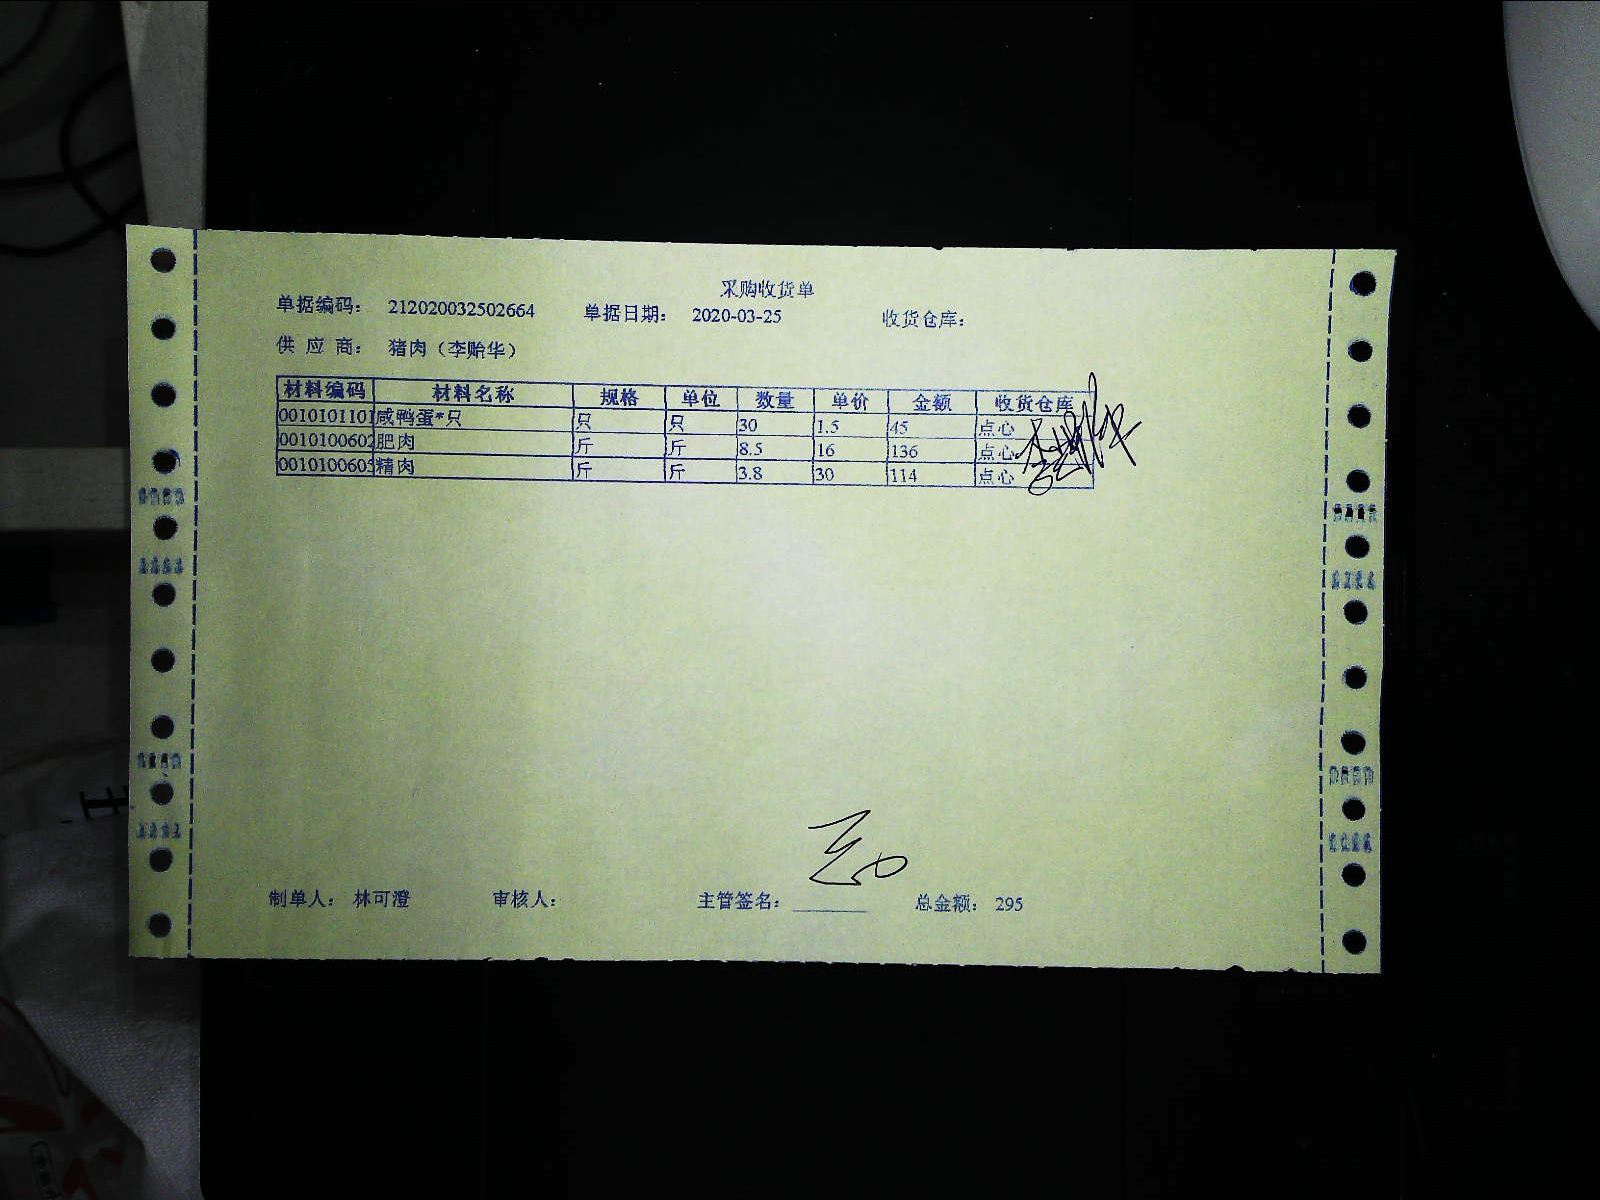 采购收货单
单据编码: 212020032502664 单据日期: 2020-03-25 收货仓库:
供 应 商: 猪肉（李贻华）
材料编码 材料名称 规格 单位 数量 单价 金额 收货仓库
0010101101 咸鸭蛋*只 只 只 30 1.5 45 点心
001010060 肥肉 斤 斤 8.5 16 136 点心
001010060 精肉 斤 斤 3.8 30 114 点心
制单人: 林可澄 审核人: 主管签名: 总金额: 295